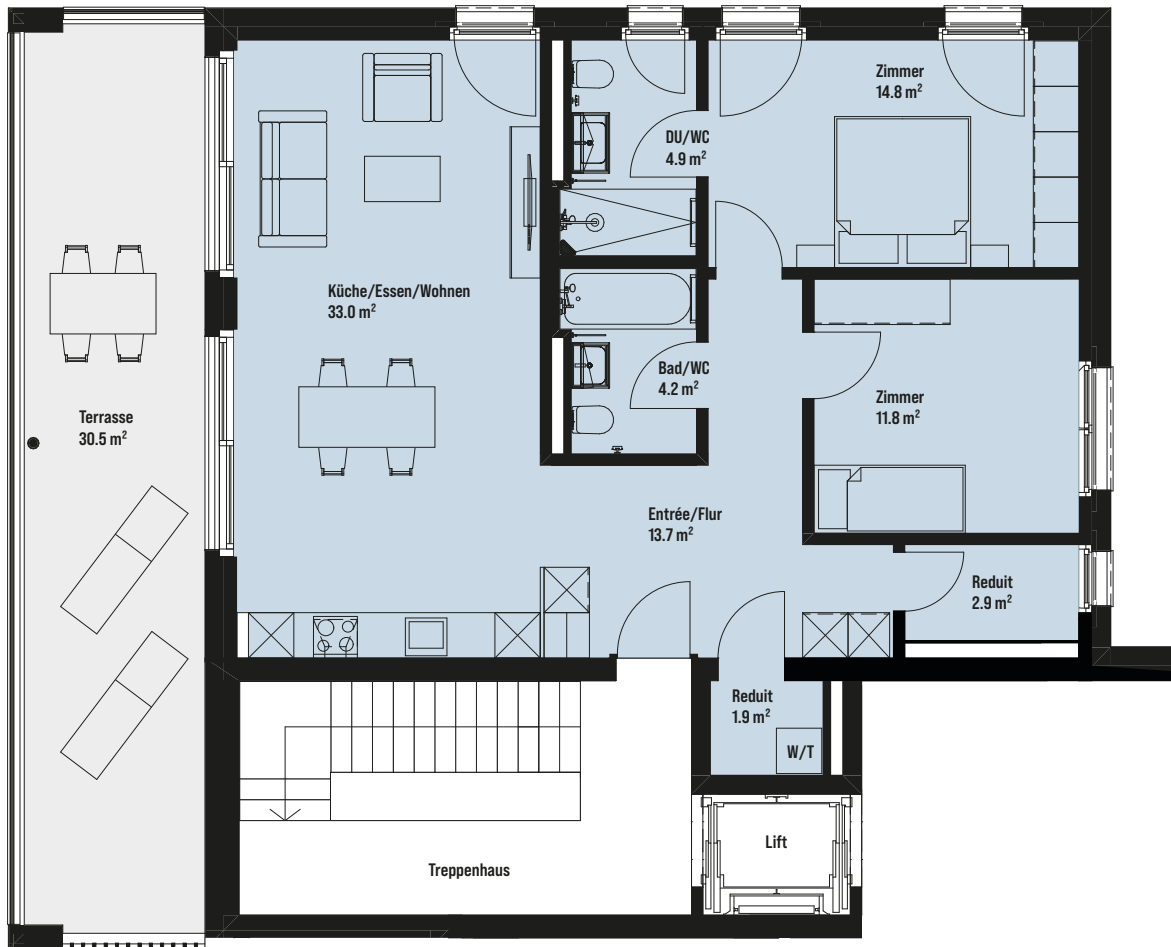 Zimmer
14.8 m²
DU/WC
4.9 m²
Küche/Essen/Wohnen
33.0 m²
Bad/WC
4.2 m²
Zimmer
11.8 m²
Terrasse
30.5 m²
Entrée/Flur
13.7 m²
Reduit
2.9 m²
Reduit
1.9 m²
W/T
Lift
Treppenhaus